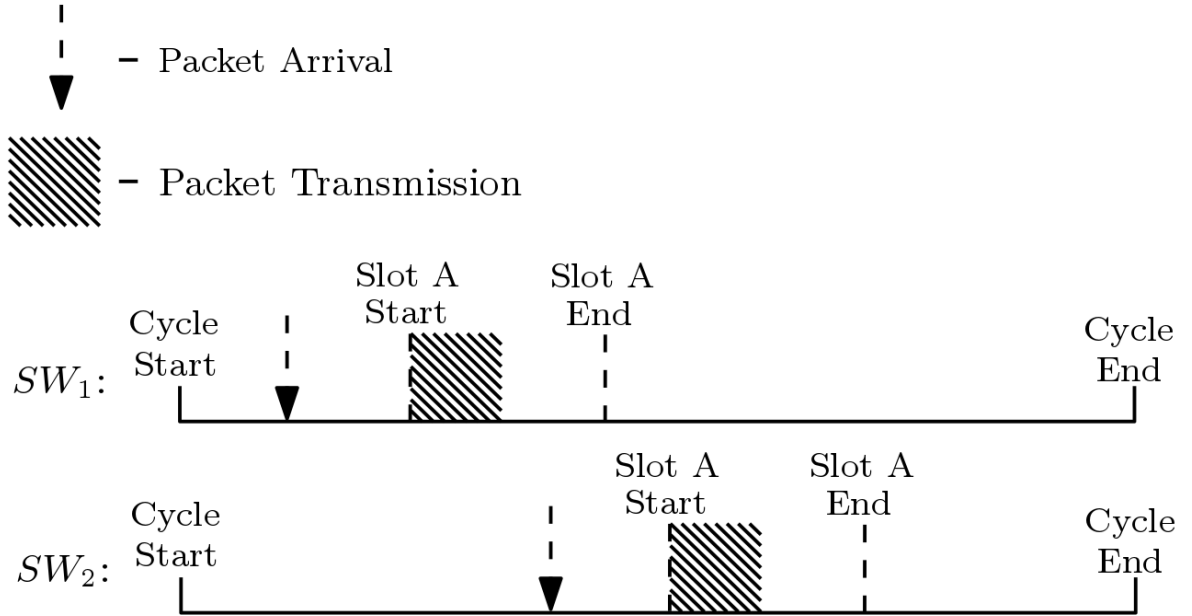 – Packet Arrival
– Packet Transmission
Slot A
Start
Slot A
End
Cycle
Start
Cycle
End
SW₁:
Slot A
Start
Slot A
End
Cycle
Start
Cycle
End
SW₂: